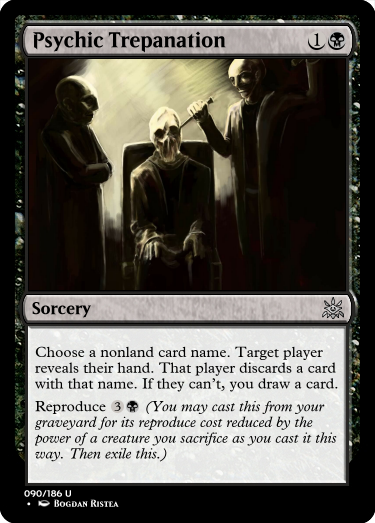 Psychic Trepanation 1
Sorcery
Choose a nonland card name. Target player
reveals their hand. That player discards a card
with that name. If they can't, you draw a card.
Reproduce 3 (You may cast this from your
graveyard for its reproduce cost reduced by the
power of a creature you sacrifice as you cast it this
way. Then exile this.)
090/186 U
• Bogdan Ristea